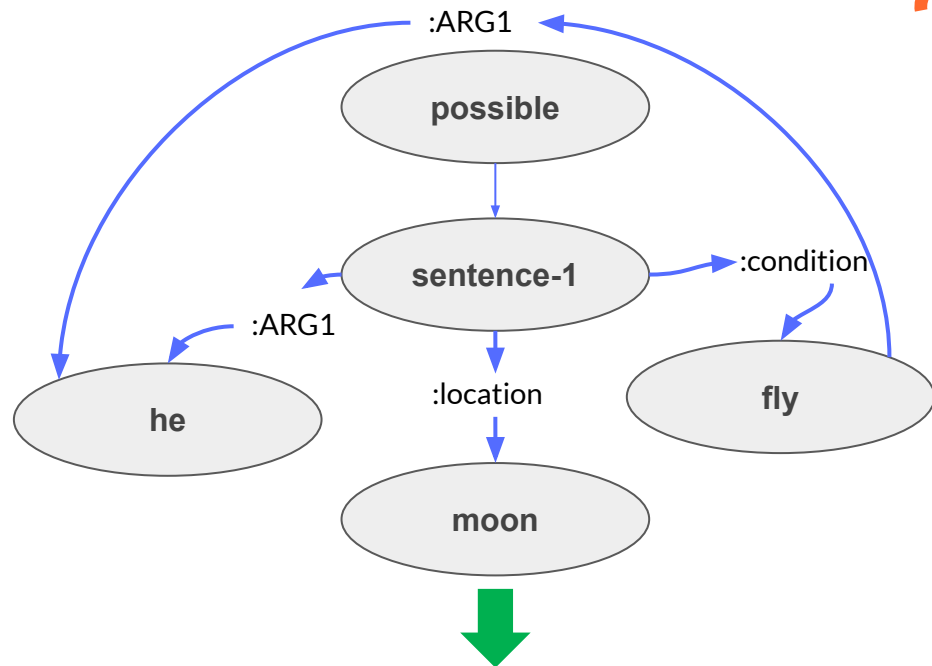 :ARG1
possible
sentence-1
:condition
:ARG1
he
:location
fly
moon